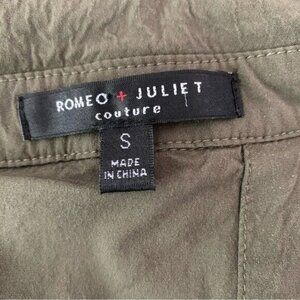 ROMEO + JULIET
couture
S
MADE
IN CHINA